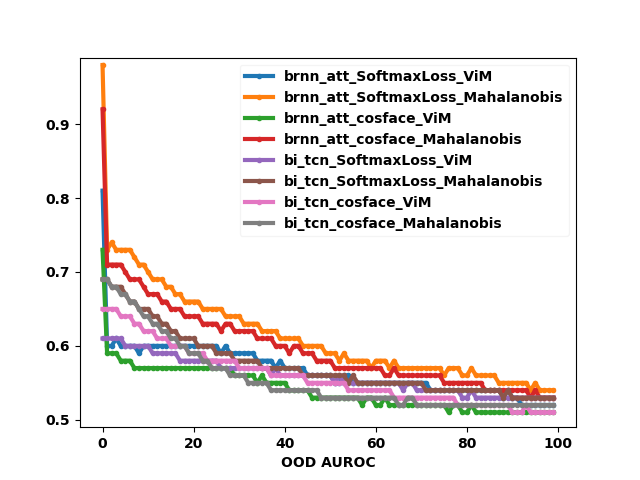 brnn_att_SoftmaxLoss_ViM
brnn_att_SoftmaxLoss_Mahalanobis
brnn_att_cosface_ViM
brnn_att_cosface_Mahalanobis
bi_tcn_SoftmaxLoss_ViM
bi_tcn_SoftmaxLoss_Mahalanobis
bi_tcn_cosface_ViM
bi_tcn_cosface_Mahalanobis
0.9
0.8
0.7
0.6
0.5
0 20 40 60 80 100
OOD AUROC